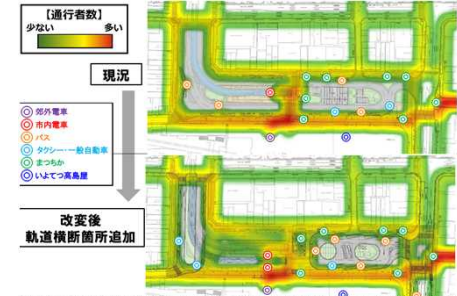 【通行者数】
少ない
多い
現況
郊外電車
市内電車
バス
タクシー・一般自動車
まつちか
いよてつ高島屋
改変後
軌道横断箇所追加